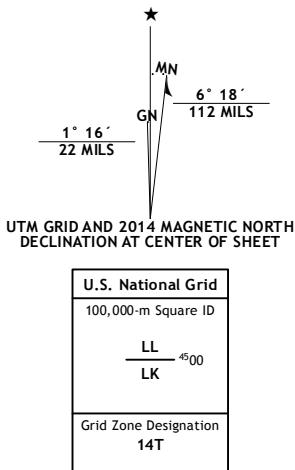 ★
MN
GN
6° 18´
112 MILS
1° 16´
22 MILS
UTM GRID AND 2014 MAGNETIC NORTH
DECLINATION AT CENTER OF SHEET
U.S. National Grid
100,000-m Square ID
LL
4500
LK
Grid Zone Designation
14T